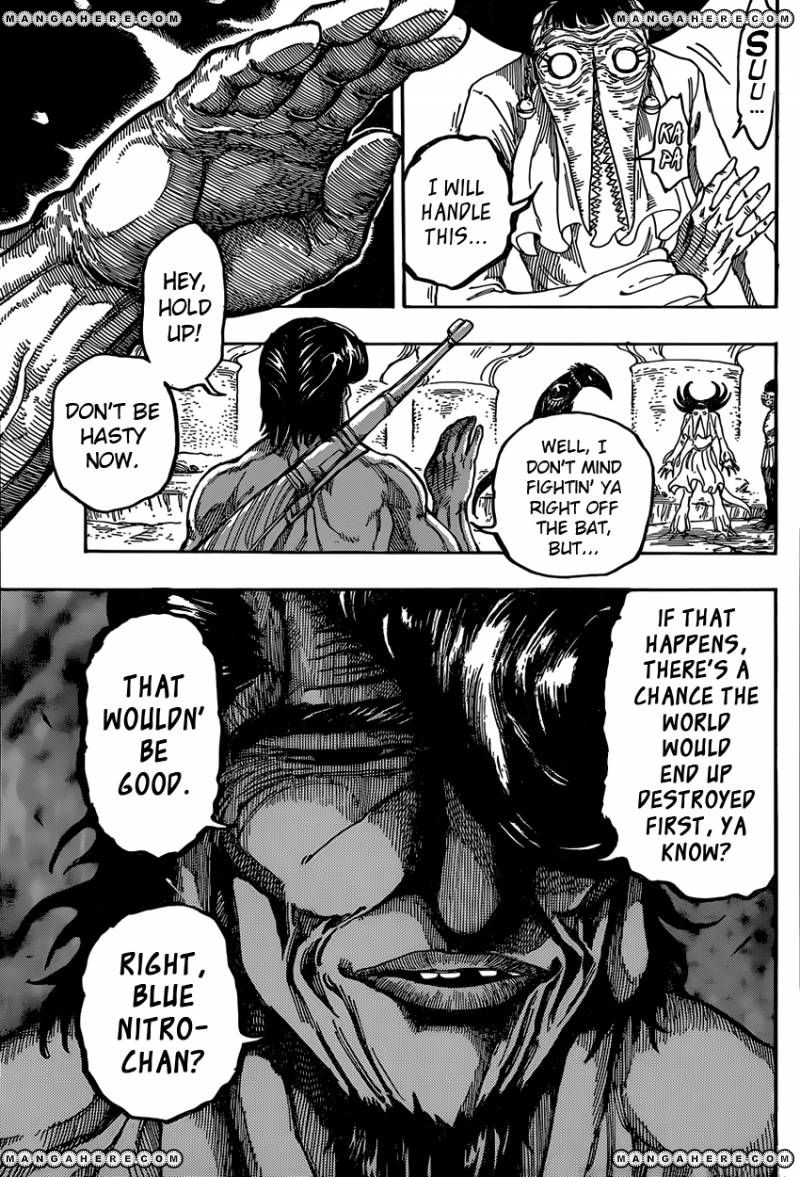 MANGAHERE.COM
MANGAHERE.COM
SUU...
KAPA
I WILL
HANDLE
THIS...
HEY,
HOLD
UP!
DON'T BE
HASTY
NOW.
WELL, I
DON'T MIND
FIGHTIN' YA
RIGHT OFF
THE BAT,
BUT...
IF THAT
HAPPENS,
THERE'S A
CHANCE THE
WORLD
WOULD
END UP
DESTROYED
FIRST, YA
KNOW?
THAT
WOULDN'
BE
GOOD.
RIGHT,
BLUE
NITRO-
CHAN?
MANGAHERE.COM
MANGAHERE.COM